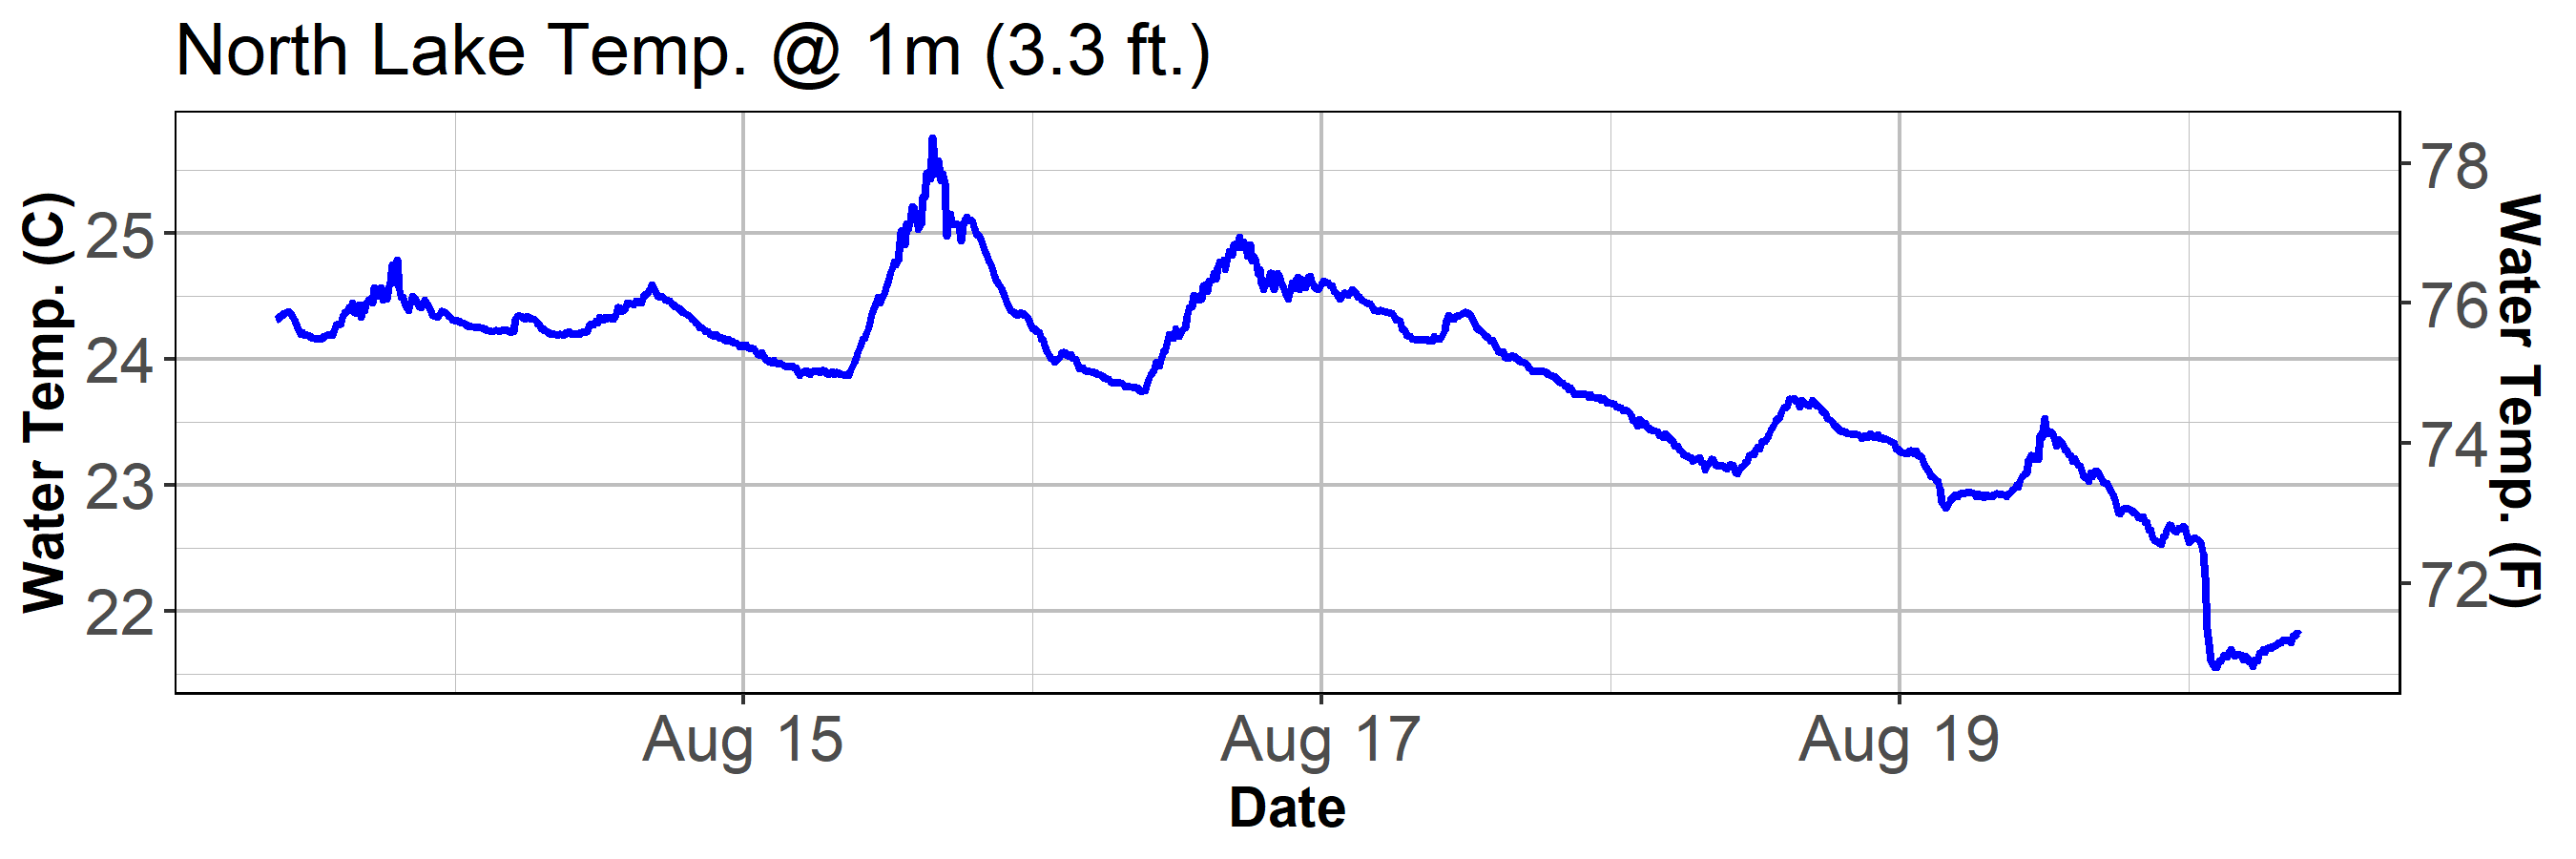 North Lake Temp. @ 1m (3.3 ft.)
Water Temp. (C)
25
24
23
22
78
76
74
72
Water Temp. (F)
Aug 15 Aug 17 Aug 19
Date